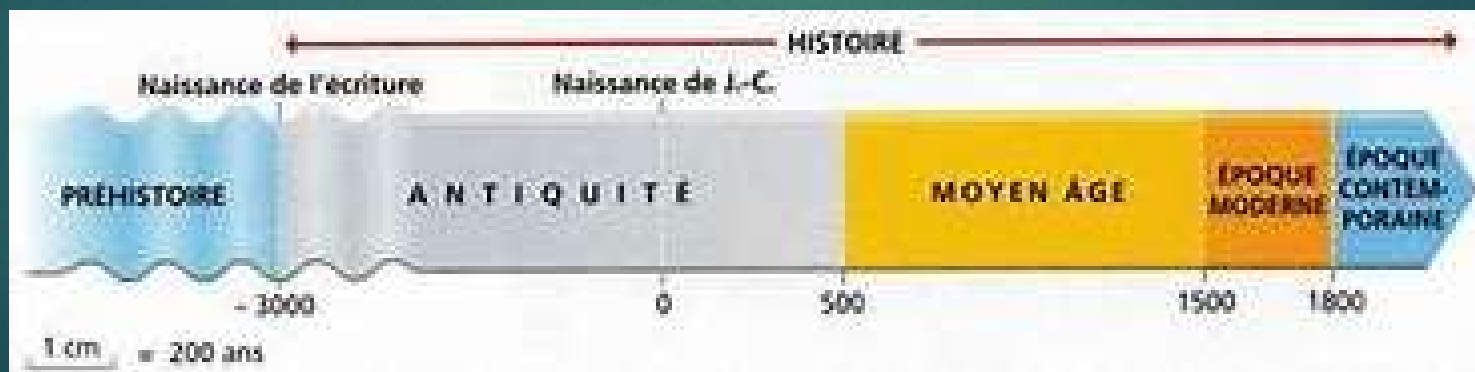 HISTOIRE
Naissance de l'écriture
Naissance de J.-C.
PRÉHISTOIRE
ANTIQUITÉ
MOYEN ÂGE
ÉPOQUE
MODERNE
ÉPOQUE
CONTEM-
PORAINE
- 3000
0
500
1500
1800
1 cm = 200 ans